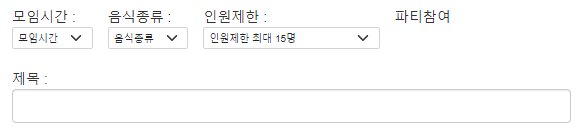 모임시간 : 음식종류 : 인원제한 : 파티참여
모임시간 음식종류 인원제한 최대 15명
제목 :